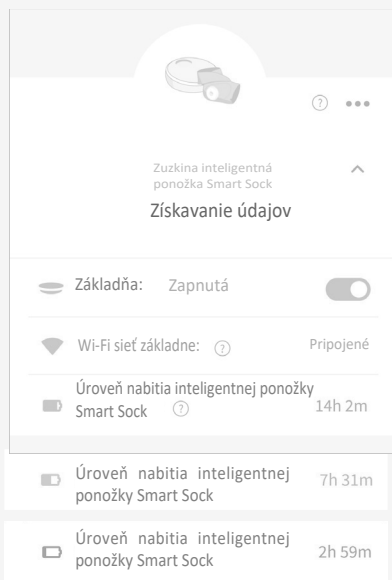 Zuzkina inteligentná
ponožka Smart Sock
Získavanie údajov
Základňa: Zapnutá
Wi-Fi sieť základne: ? Pripojené
Úroveň nabitia inteligentnej ponožky
Smart Sock ? 14h 2m
Úroveň nabitia inteligentnej
ponožky Smart Sock 7h 31m
Úroveň nabitia inteligentnej
ponožky Smart Sock 2h 59m